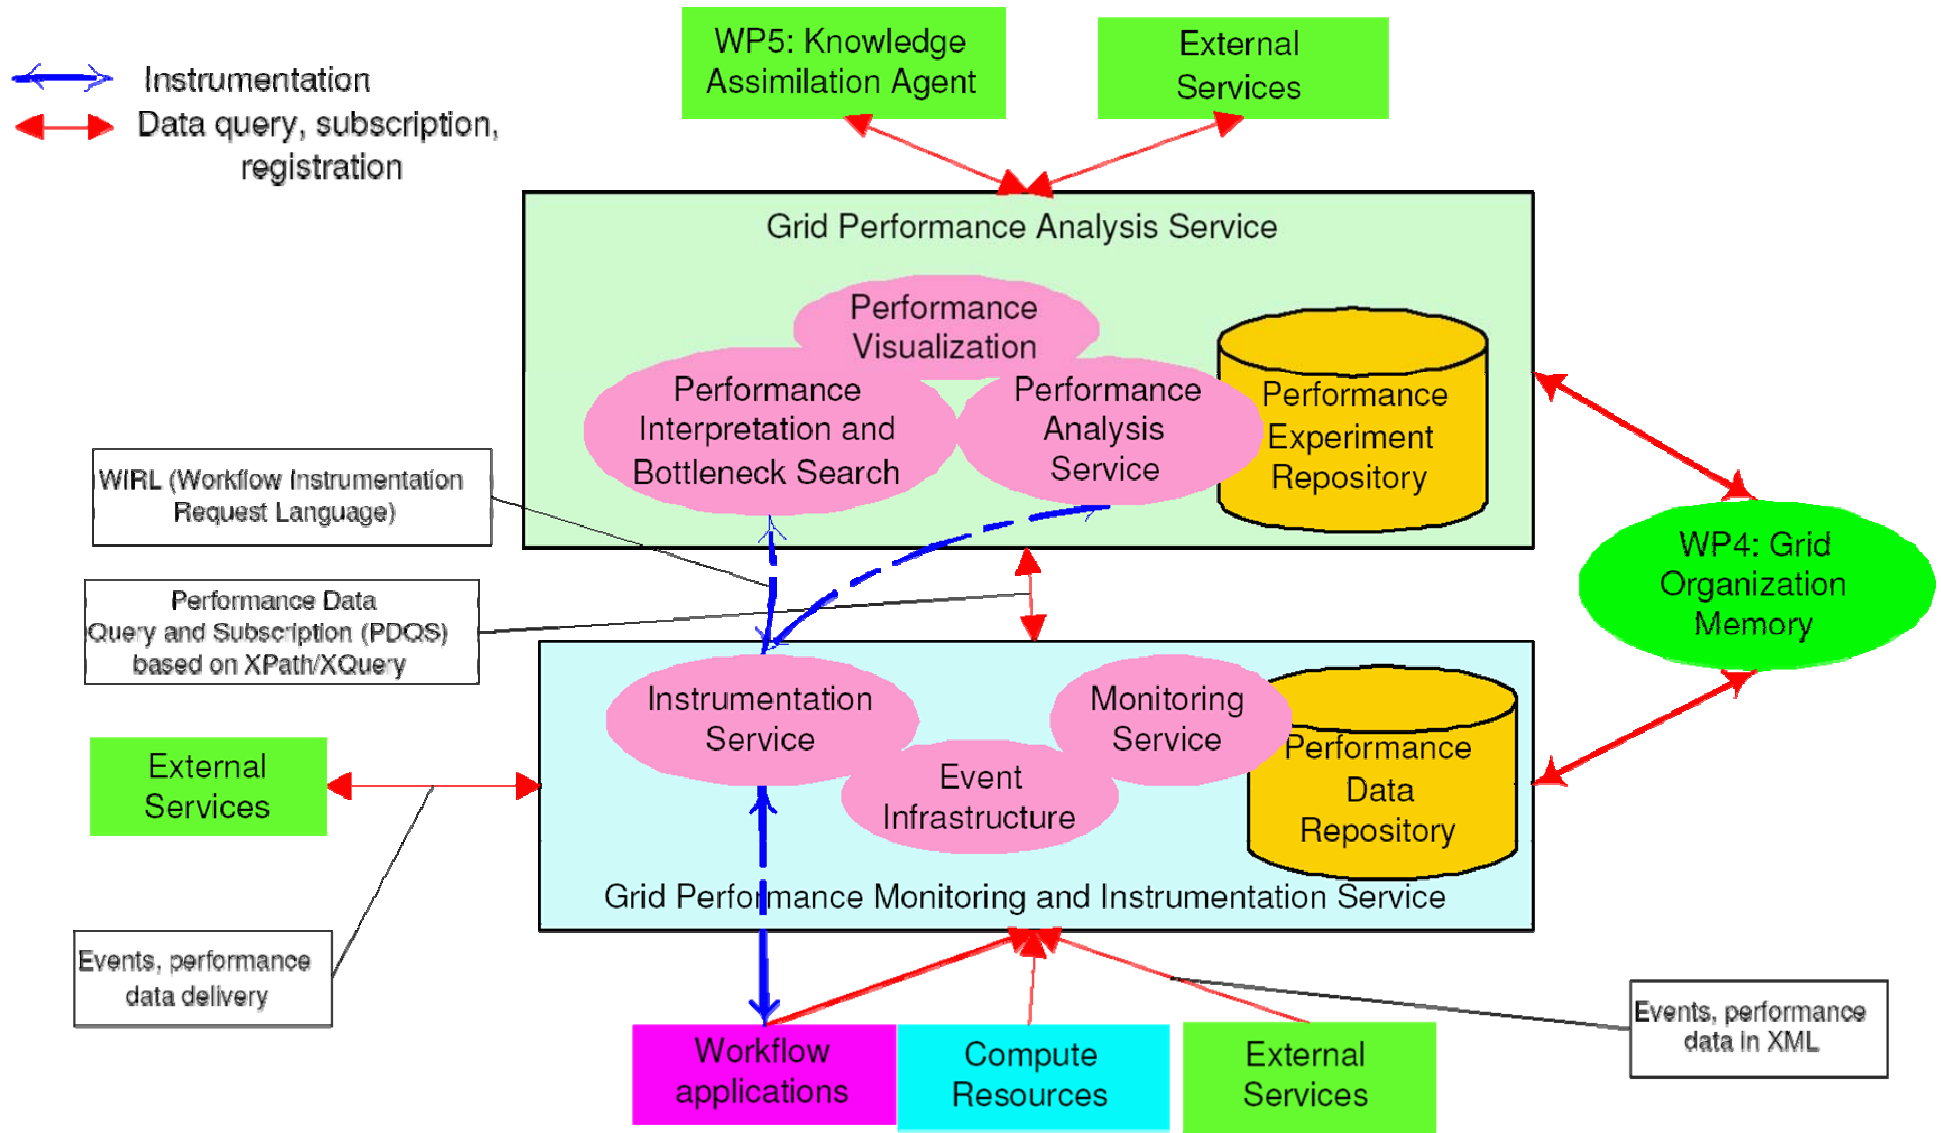 WP5: Knowledge
Assimilation Agent
External
Services
Instrumentation
Data query, subscription,
registration
Grid Performance Analysis Service
Performance
Visualization
Performance
Interpretation and
Bottleneck Search
Performance
Analysis
Service
Performance
Experiment
Repository
WIRL (Workflow Instrumentation
Request Language)
Performance Data
Query and Subscription (PDQS)
based on XPath/XQuery
WP4: Grid
Organization
Memory
Instrumentation
Service
Monitoring
Service
Event
Infrastructure
Performance
Data
Repository
Grid Performance Monitoring and Instrumentation Service
External
Services
Events, performance
data delivery
Workflow
applications
Compute
Resources
External
Services
Events, performance
data in XML